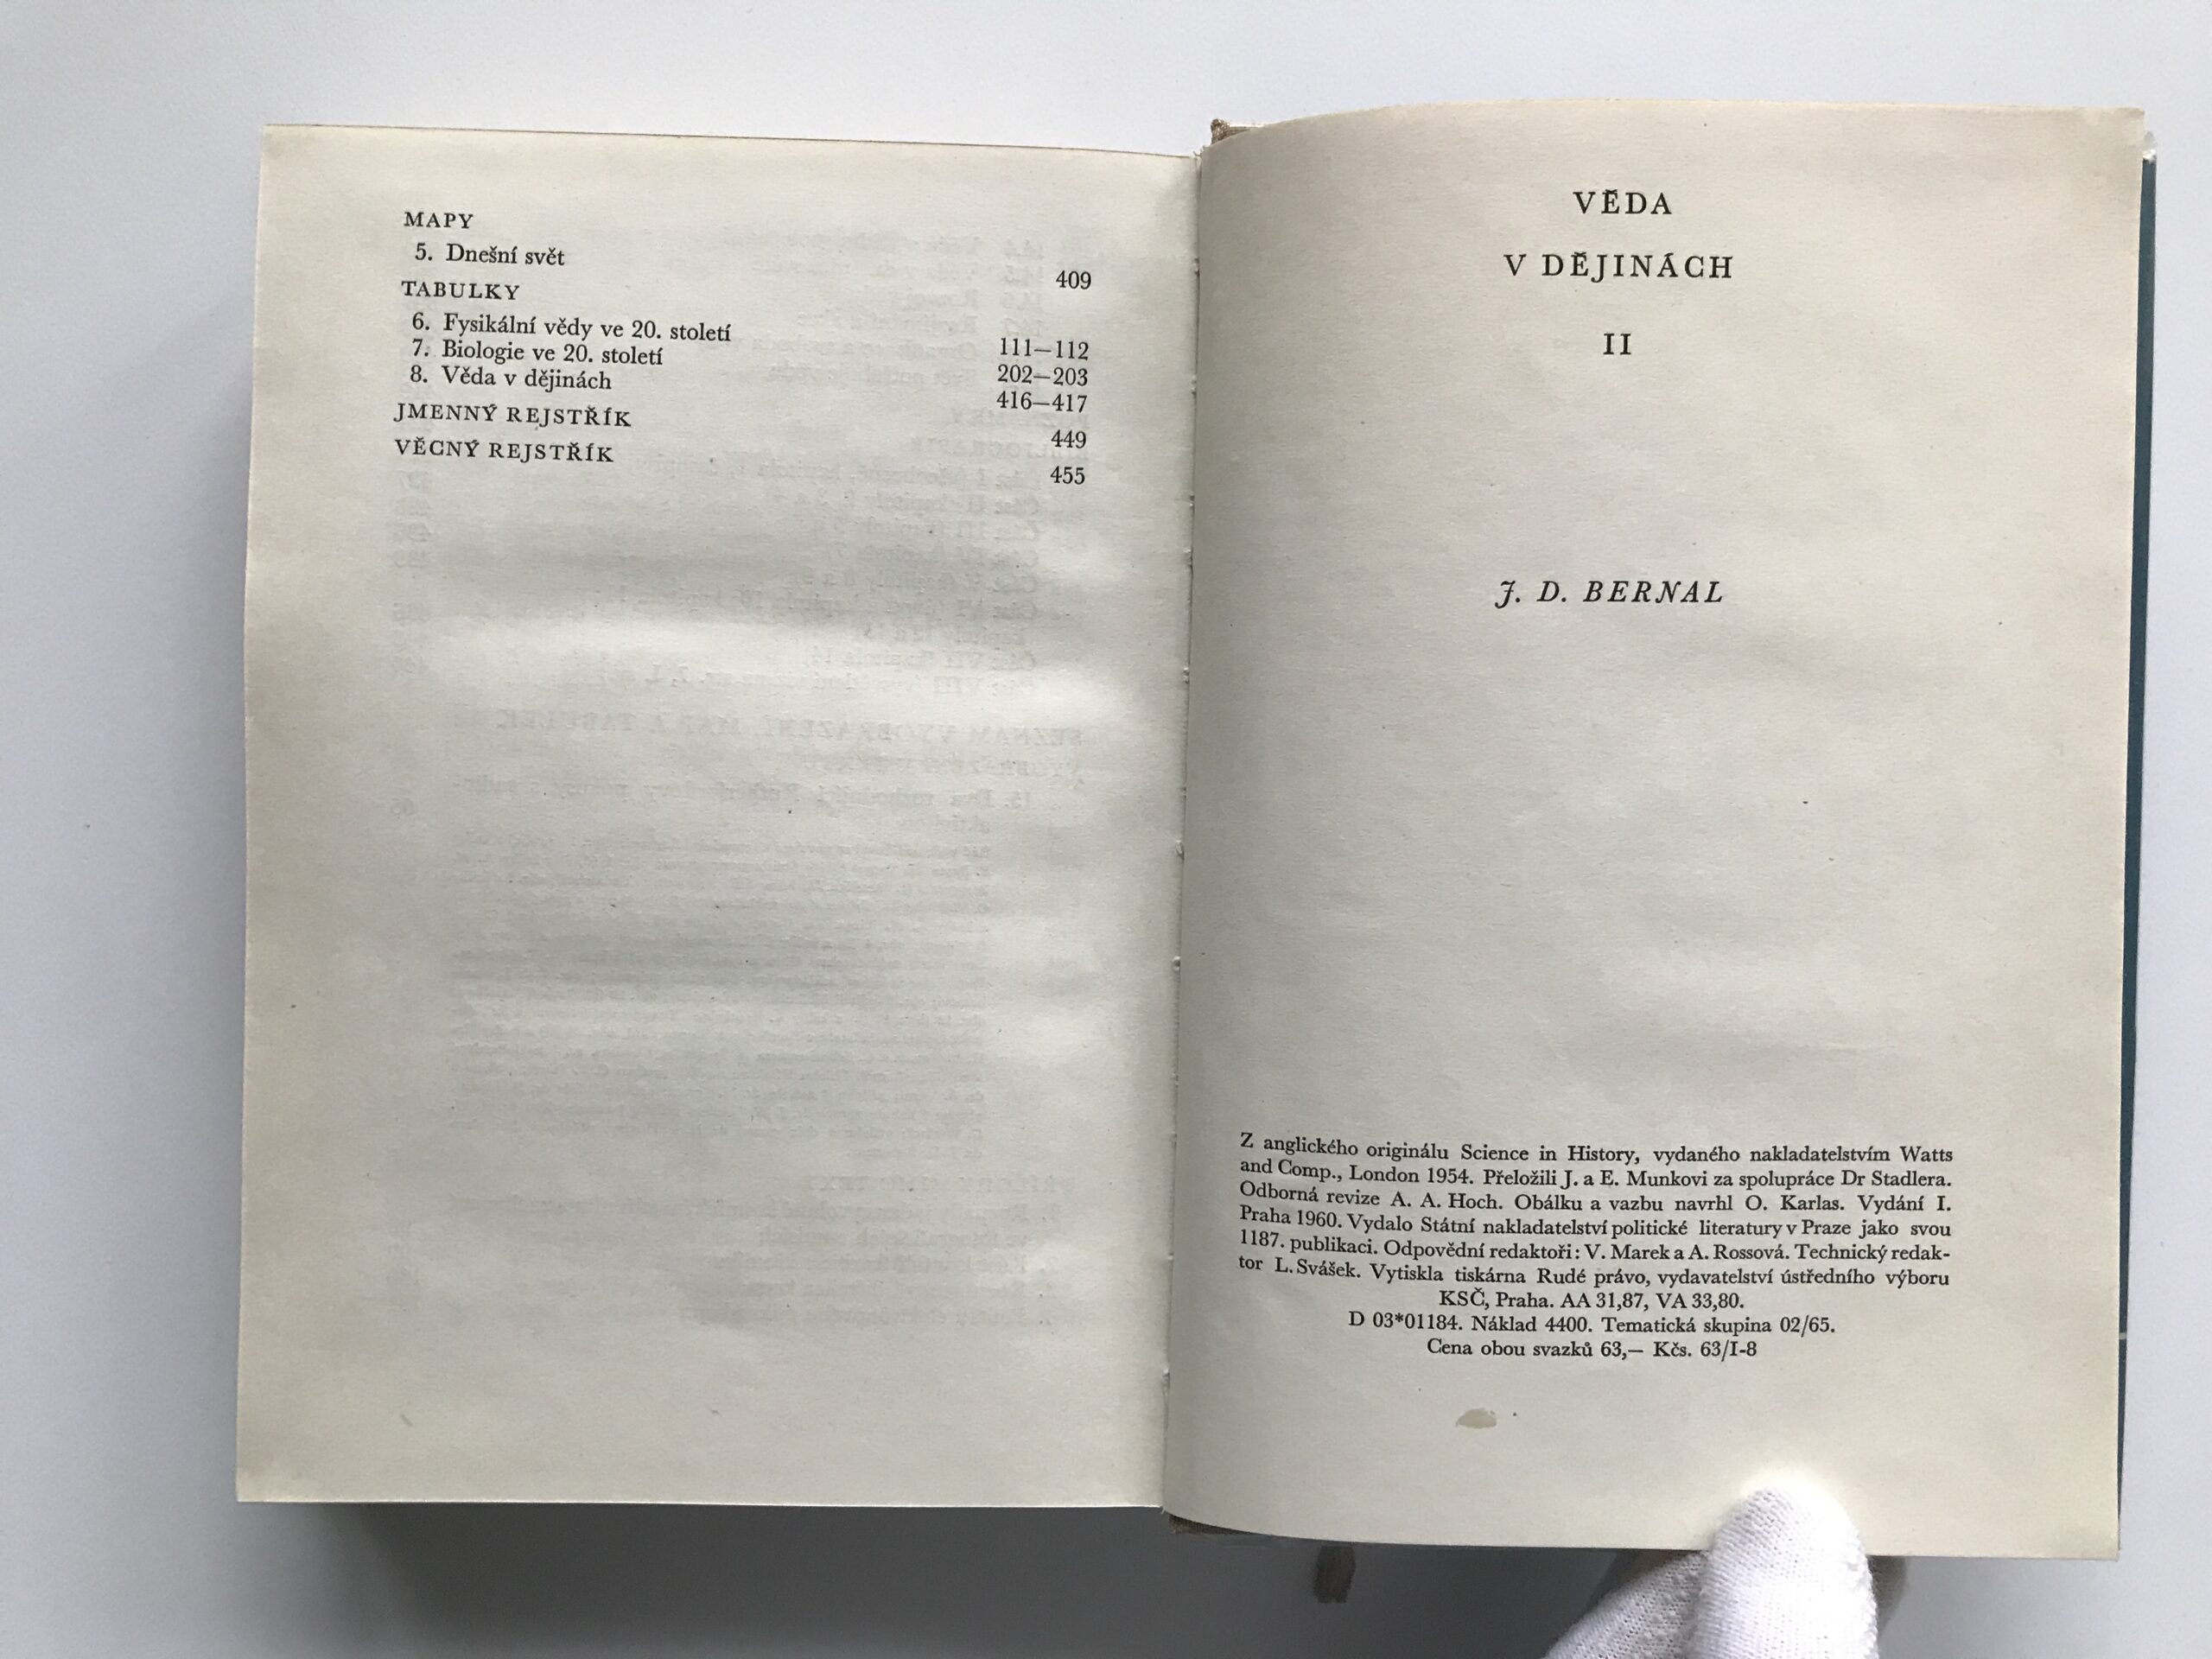 MAPY
5. Dnešní svět 409
TABULKY
6. Fysikální vědy ve 20. století 111—112
7. Biologie ve 20. století 202—203
8. Věda v dějinách 416—417
JMENNÝ REJSTŘÍK 449
VĚCNÝ REJSTŘÍK 455
VĚDA
V DĚJINÁCH
II
J. D. BERNAL
Z anglického originálu Science in History, vydaného nakladatelstvím Watts
and Comp., London 1954. Přeložili J. a E. Munkovi za spolupráce Dr Stadlera.
Odborná revize A. A. Hoch. Obálku a vazbu navrhl O. Karlas. Vydání I.
Praha 1960. Vydalo Státní nakladatelství politické literatury v Praze jako svou
1187. publikaci. Odpovědní redaktoři: V. Marek a A. Rossová. Technický redak-
tor L. Svášek. Vytiskla tiskárna Rudé právo, vydavatelství ústředního výboru
KSČ, Praha. AA 31,87, VA 33,80.
D 03*01184. Náklad 4400. Tematická skupina 02/65.
Cena obou svazků 63,— Kčs. 63/I-8